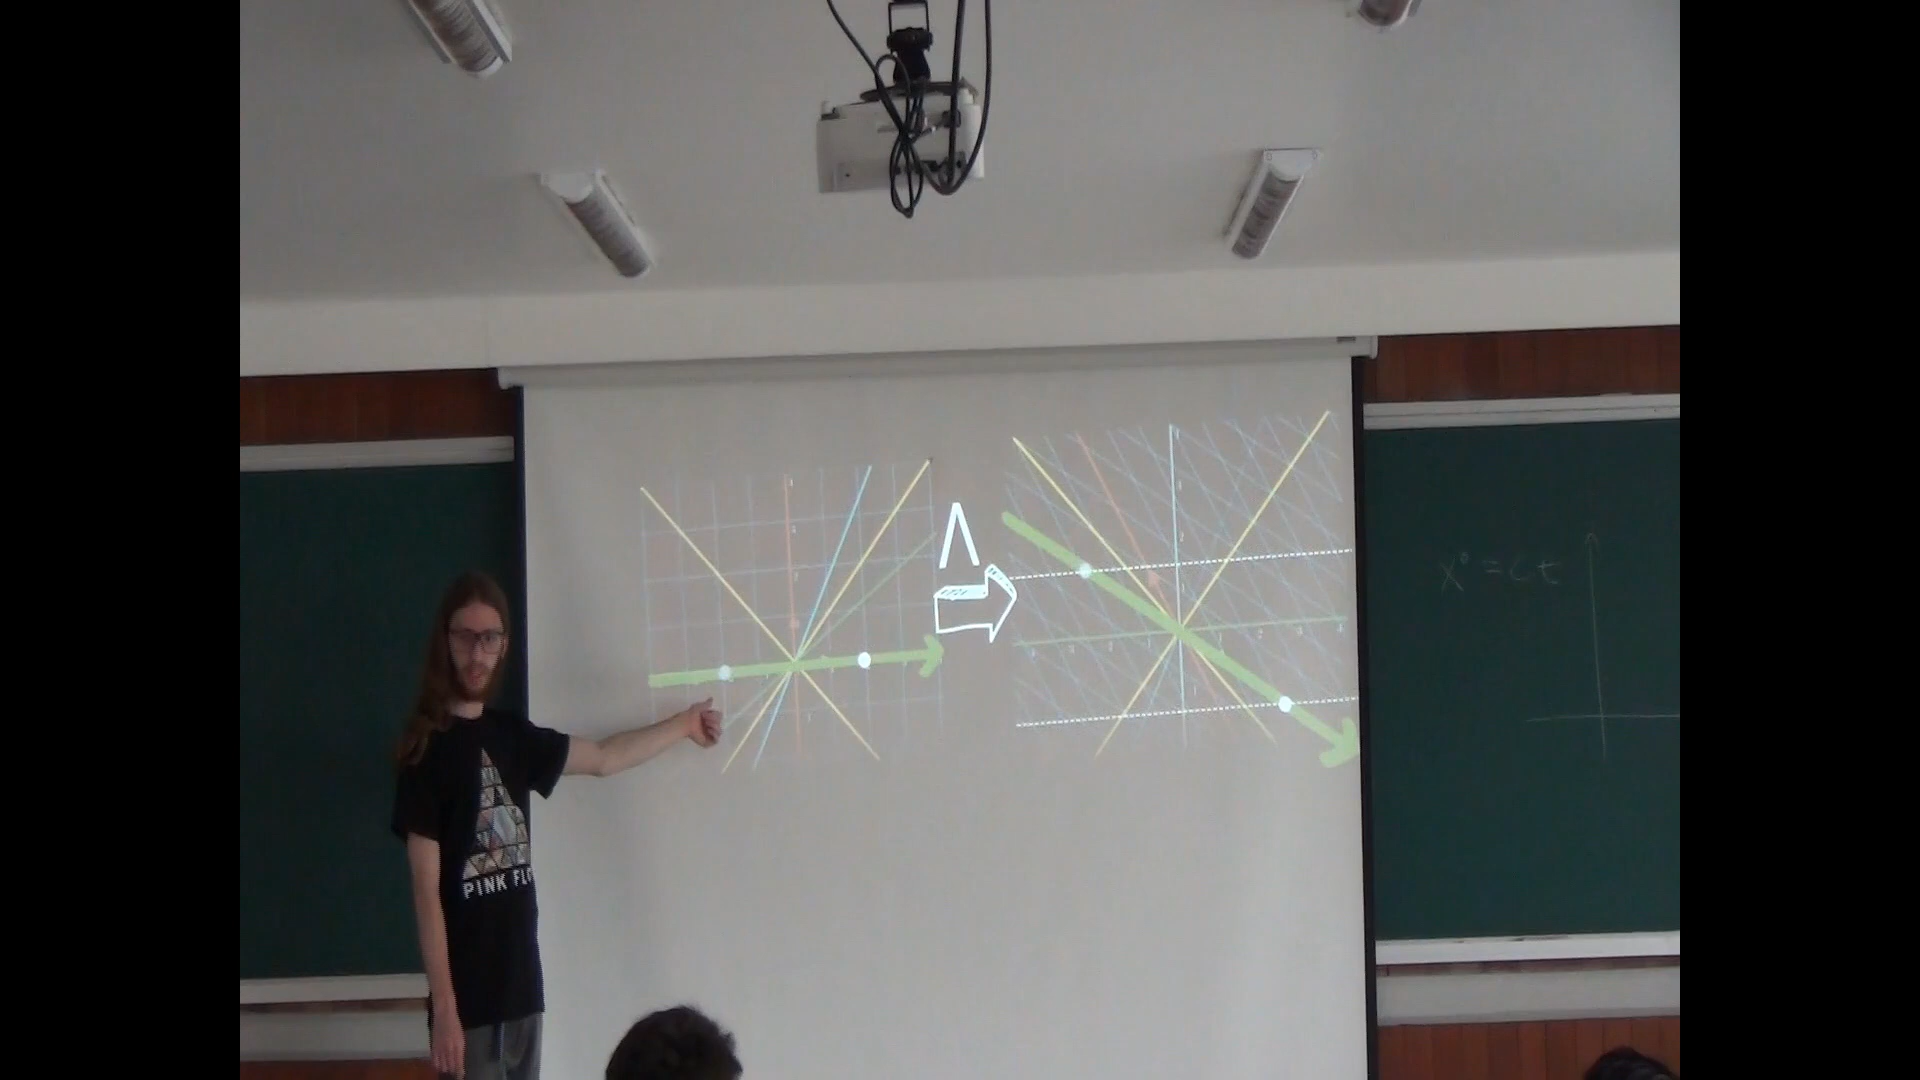 Λ
x⁰ = ct
PINK FLO